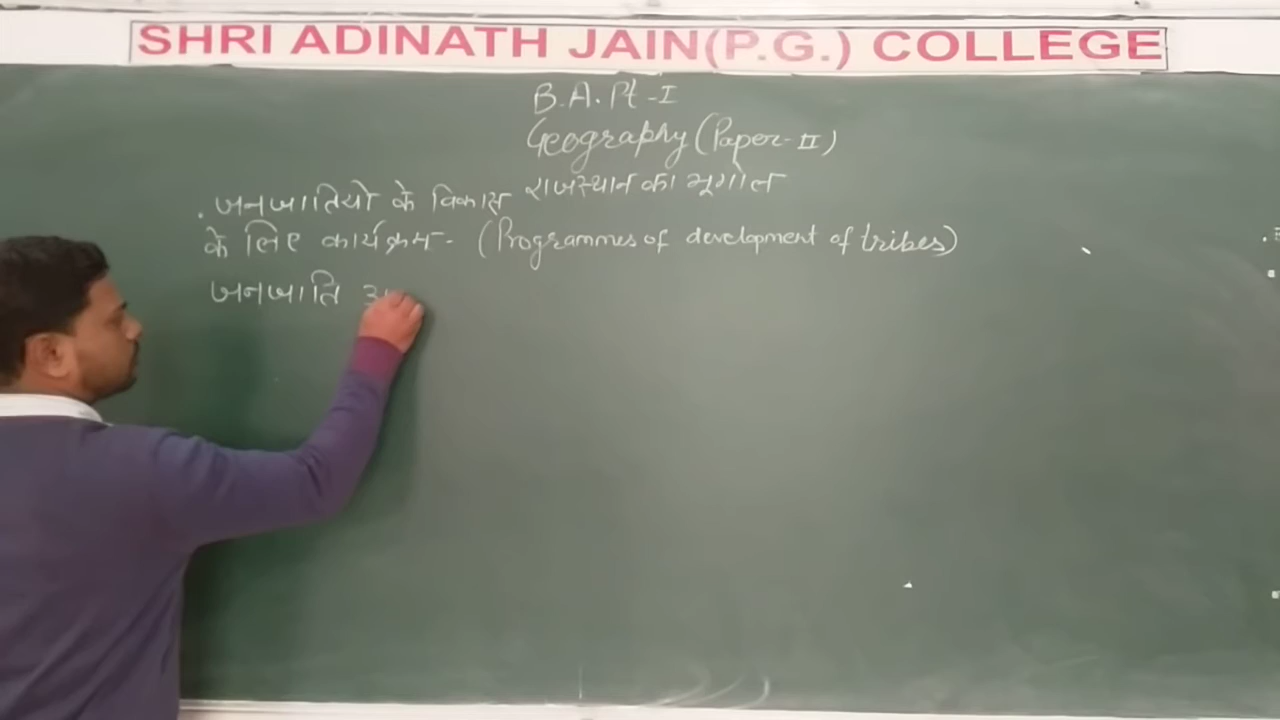 SHRI ADINATH JAIN(P.G.) COLLEGE
B.A. Pt-I
Geography (Paper-II)
राजस्थान का भूगोल
. जनजातियो के विकास
के लिए कार्यक्रम - (Programmes of development of tribes)
जनजाति